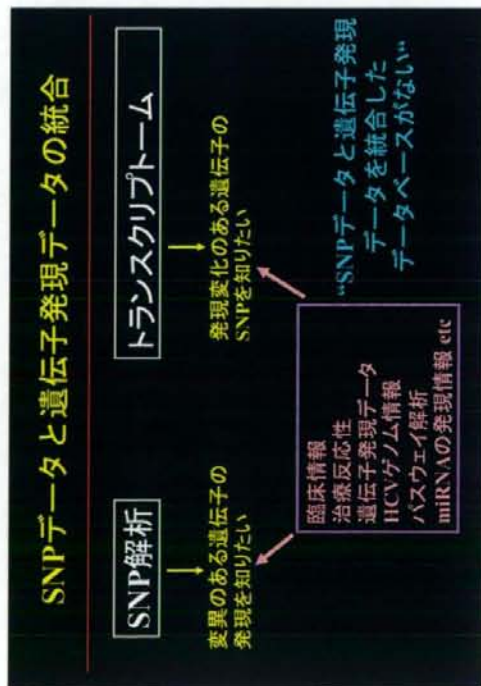 SNPデータと遺伝子発現データの統合
SNP解析
トランスクリプトーム
変異のある遺伝子の
発現を知りたい
発現変化のある遺伝子の
SNPを知りたい
臨床情報
治療反応性
遺伝子発現データ
HCVゲノム情報
パスウェイ解析
miRNAの発現情報 etc
“SNPデータと遺伝子発現
データを統合した
データベースがない“